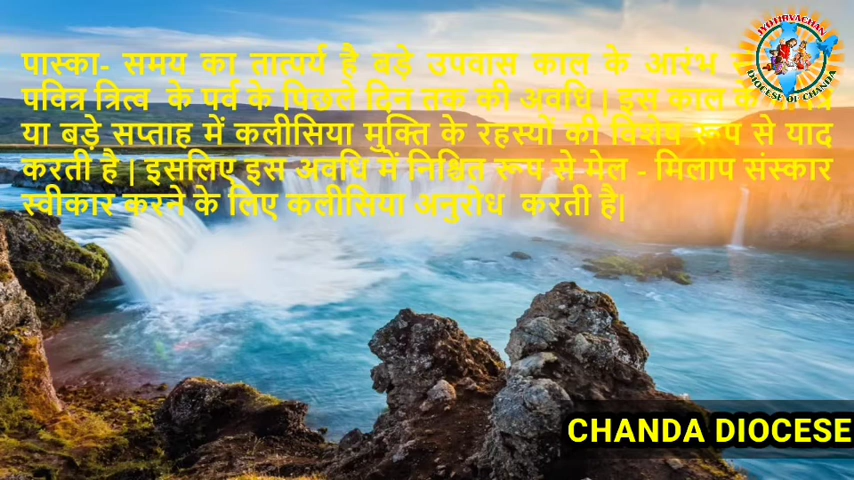 पास्का- समय का तात्पर्य है बड़े उपवास काल के आरंभ
पवित्र त्रित्व के पर्व के पिछले दिन तक की अवधि | इस काल के
या बड़े सप्ताह में कलीसिया मुक्ति के रहस्यों की विशेष रूप से याद
करती है | इसलिए इस अवधि में निश्चित रूप से मेल - मिलाप संस्कार
स्वीकार करने के लिए कलीसिया अनुरोध करती है|
JYOTIRVACHAN
DIOCESE OF CHANDA
CHANDA DIOCESE